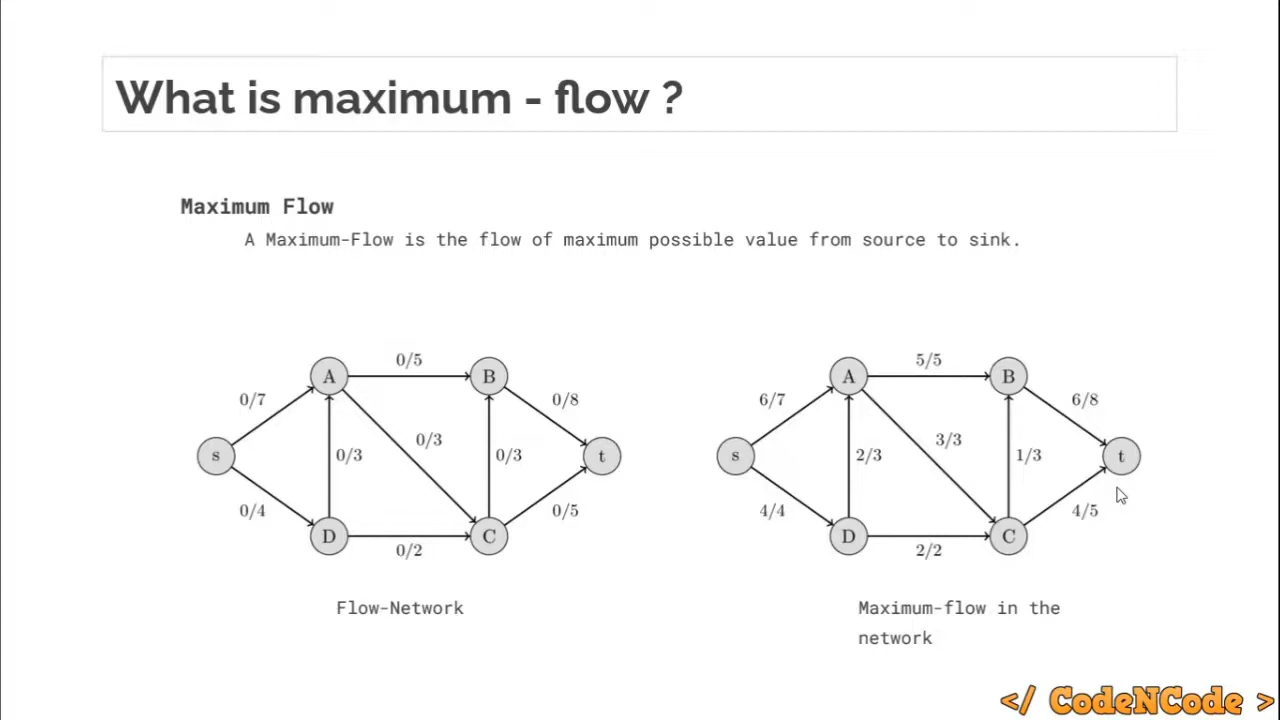 What is maximum - flow ?
Maximum Flow
A Maximum-Flow is the flow of maximum possible value from source to sink.
0/5
A
B
0/7
0/8
0/3
s
0/3
0/3
t
0/4
0/5
D
C
0/2
Flow-Network
5/5
A
B
6/7
6/8
3/3
s
2/3
1/3
t
4/4
4/5
D
C
2/2
Maximum-flow in the
network
</ CodeNCode >